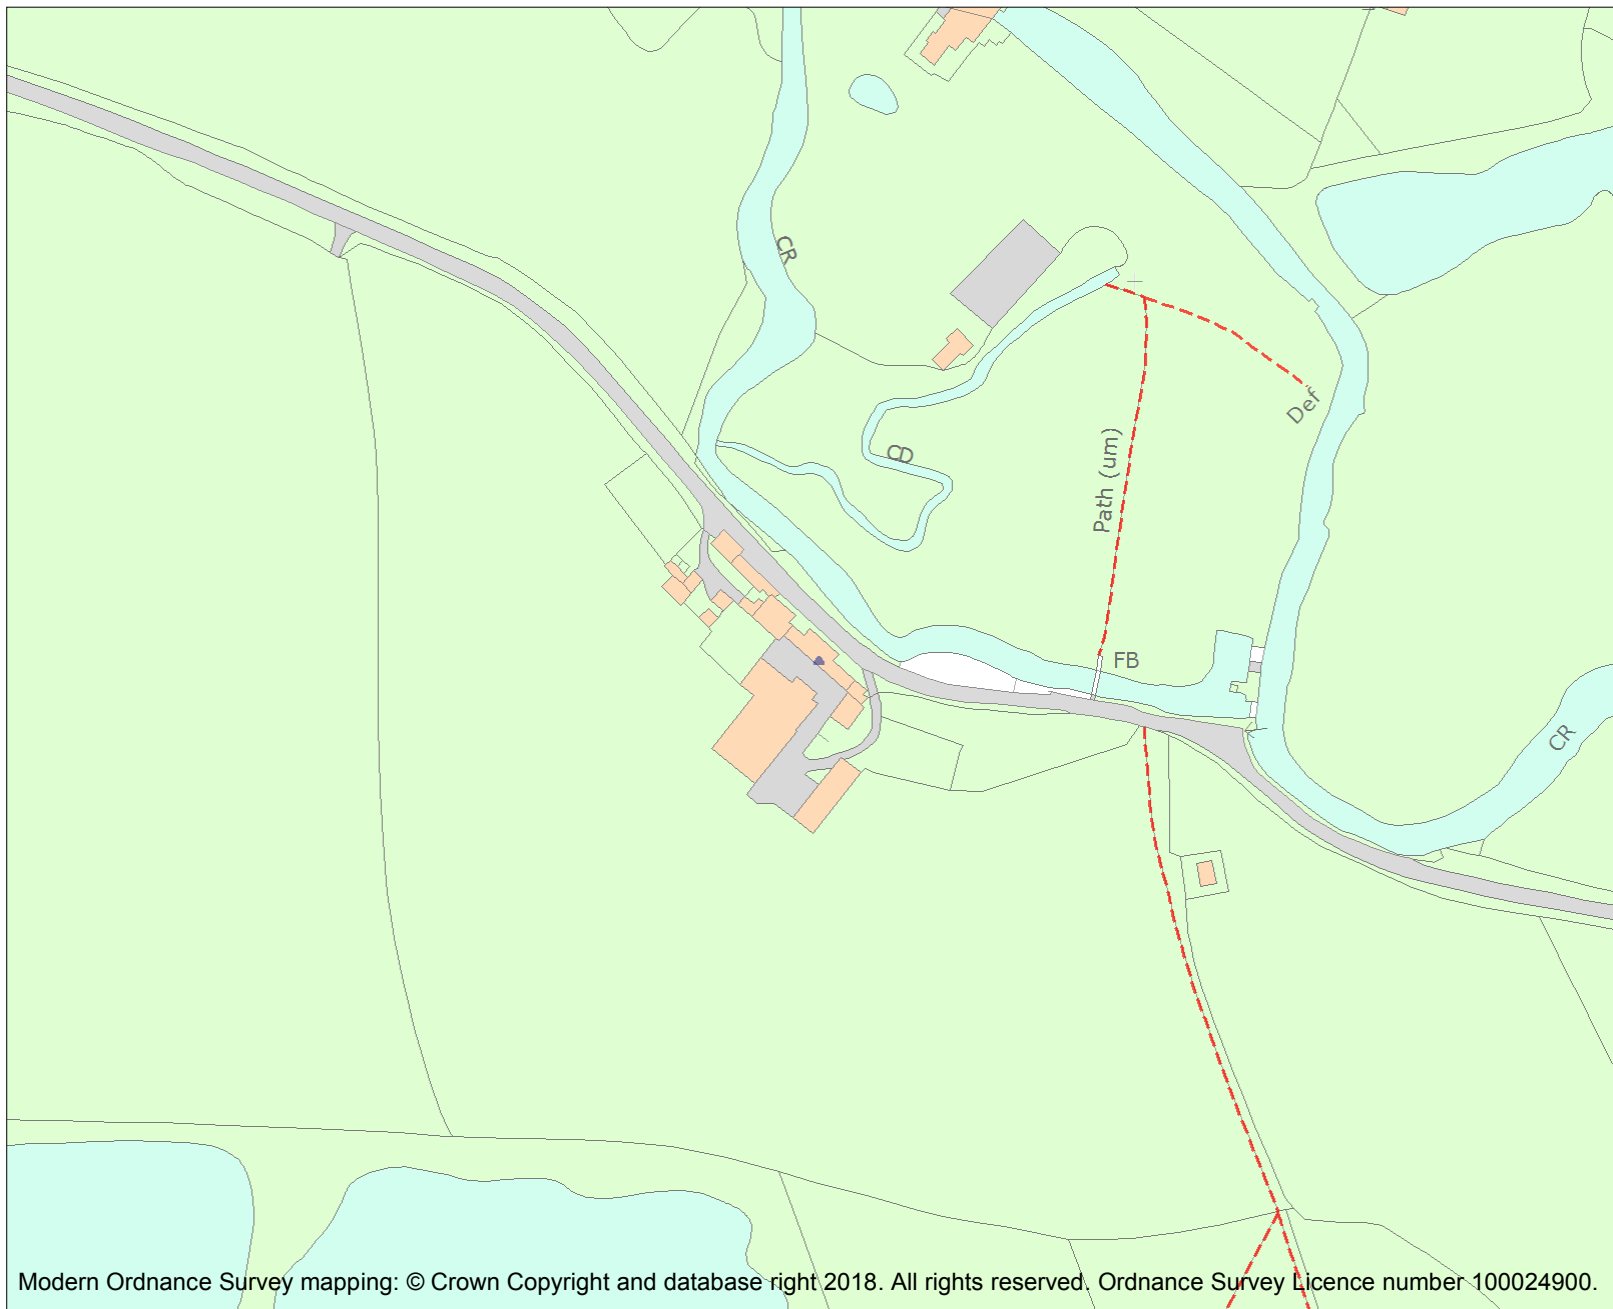 CR
Def
CD
Path (um)
FB
CR
Modern Ordnance Survey mapping: © Crown Copyright and database right 2018. All rights reserved. Ordnance Survey Licence number 100024900.